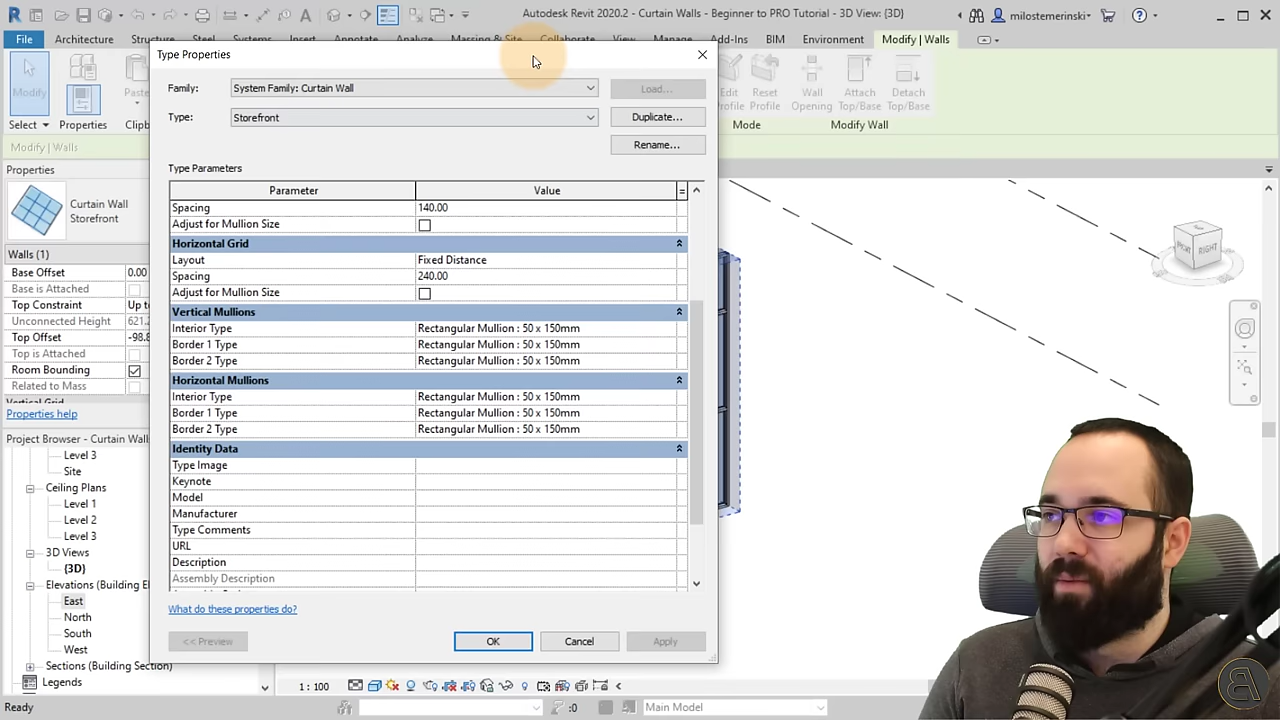 Autodesk Revit 2020.2 - Curtain Walls - Beginner to PRO Tutorial - 3D View: {3D}
milostemerinski
File
Architecture
Structure
Steel
Systems
Insert
Annotate
Analyze
Massing & Site
Collaborate
View
Manage
Add-Ins
BIM
Environment
Modify | Walls
Modify
Properties
Paste
Edit Profile
Reset Profile
Wall Opening
Attach Top/Base
Detach Top/Base
Select
Properties
Clipb
Mode
Modify Wall
Modify | Walls
Type Properties
Family:
System Family: Curtain Wall
Load...
Type:
Storefront
Duplicate...
Rename...
Type Parameters
Parameter
Value
=
Spacing
140.00
Adjust for Mullion Size
Horizontal Grid
Layout
Fixed Distance
Spacing
240.00
Adjust for Mullion Size
Vertical Mullions
Interior Type
Rectangular Mullion : 50 x 150mm
Border 1 Type
Rectangular Mullion : 50 x 150mm
Border 2 Type
Rectangular Mullion : 50 x 150mm
Horizontal Mullions
Interior Type
Rectangular Mullion : 50 x 150mm
Border 1 Type
Rectangular Mullion : 50 x 150mm
Border 2 Type
Rectangular Mullion : 50 x 150mm
Identity Data
Type Image
Keynote
Model
Manufacturer
Type Comments
URL
Description
Assembly Description
What do these properties do?
<< Preview
OK
Cancel
Apply
Properties
Curtain Wall
Storefront
Walls (1)
Base Offset
0.00
Base is Attached
Top Constraint
Up to
Unconnected Height
621.2
Top Offset
-98.8
Top is Attached
Room Bounding
Related to Mass
Properties help
Project Browser - Curtain Walls
Level 3
Site
Ceiling Plans
Level 1
Level 2
Level 3
3D Views
{3D}
Elevations (Building El
East
North
South
West
Sections (Building Section)
Legends
RIGHT
1 : 100
Ready
:0
Main Model